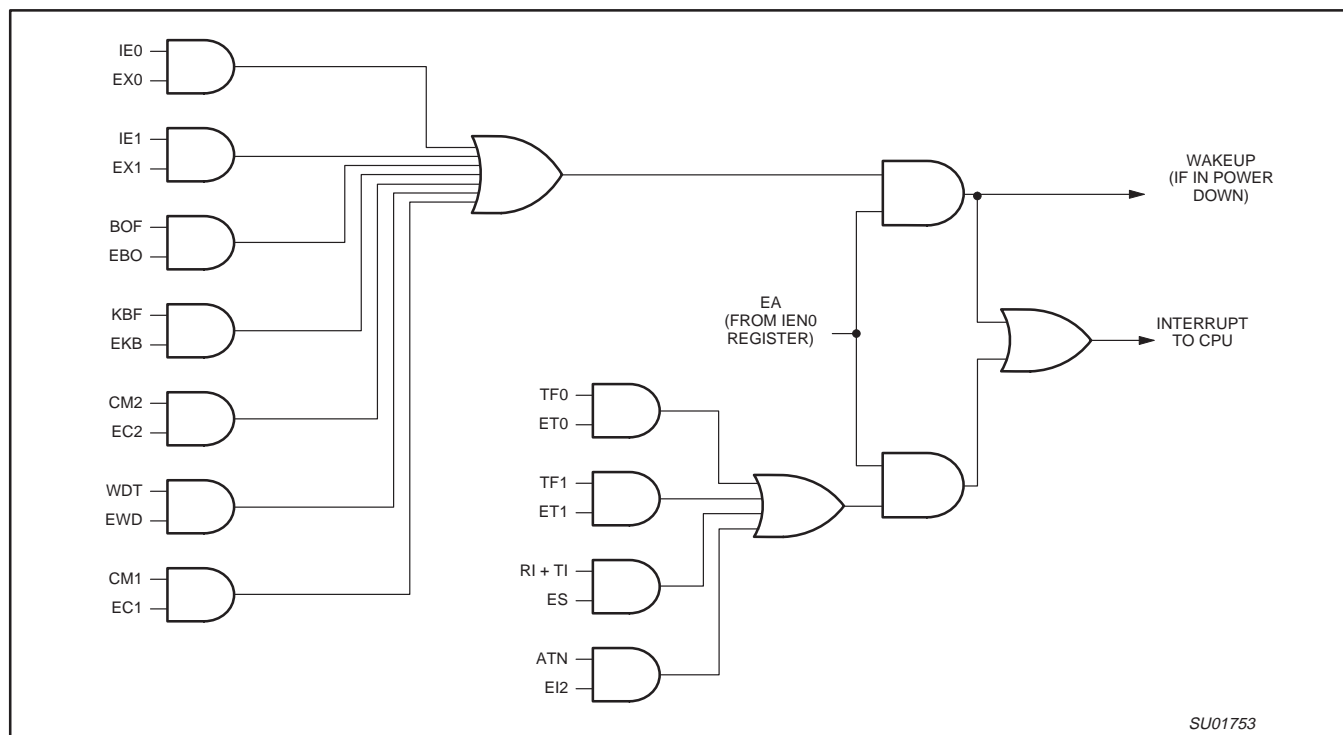 IE0
EX0
IE1
EX1
BOF
EBO
KBF
EKB
CM2
EC2
WDT
EWD
CM1
EC1
WAKEUP
(IF IN POWER
DOWN)
EA
(FROM IEN0
REGISTER)
INTERRUPT
TO CPU
TF0
ET0
TF1
ET1
RI + TI
ES
ATN
EI2
SU01753